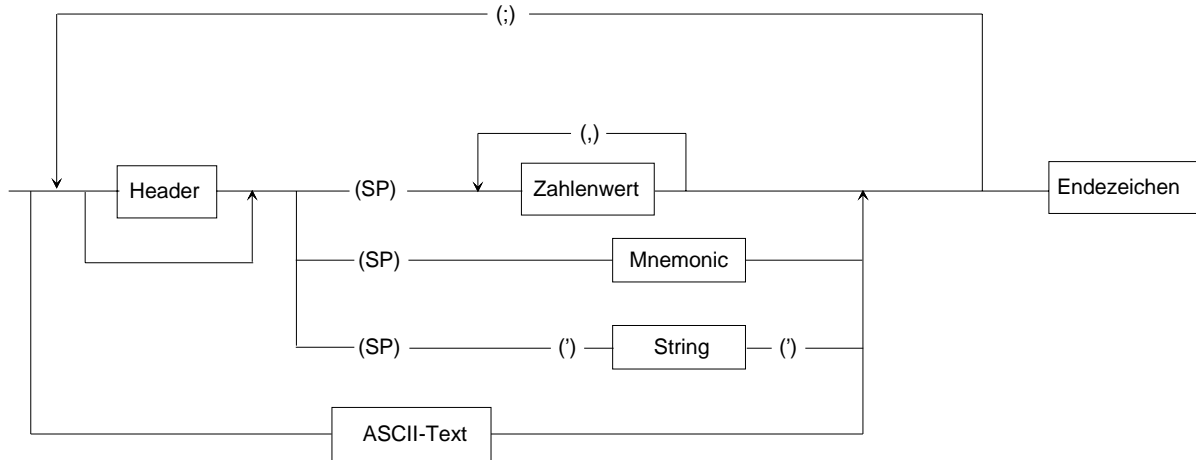 (;)
(,)
Header (SP) Zahlenwert Endezeichen
(SP) Mnemonic
(SP) (’) String (’)
ASCII-Text